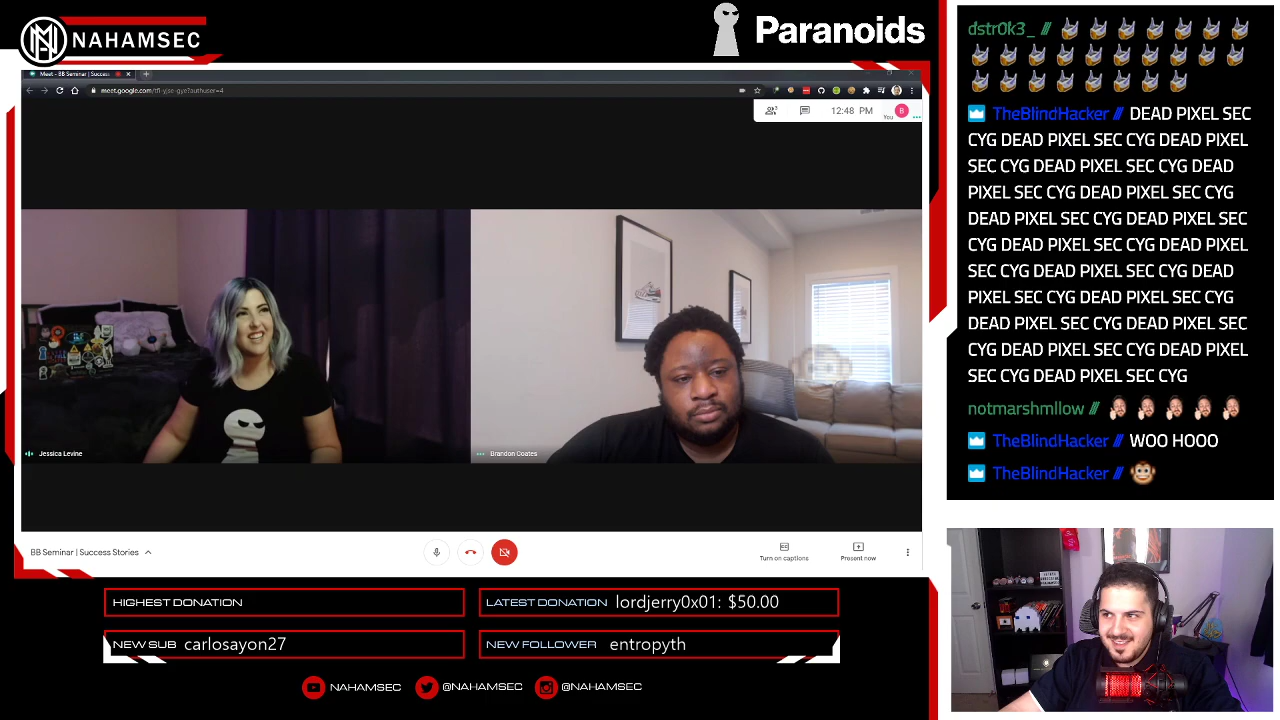 NAHAMSEC
Paranoids
Meet - BB Seminar | Success
12:48 PM
You
B
Jessica Levine
Brandon Coates
BB Seminar | Success Stories
Turn on captions
Present now
HIGHEST DONATION
LATEST DONATION lordjerry0x01: $50.00
NEW SUB carlosayon27
NEW FOLLOWER entropyth
NAHAMSEC
@NAHAMSEC
@NAHAMSEC
dstr0k3_ //
TheBlindHacker // DEAD PIXEL SEC
CYG DEAD PIXEL SEC CYG DEAD PIXEL
SEC CYG DEAD PIXEL SEC CYG DEAD
PIXEL SEC CYG DEAD PIXEL SEC CYG
DEAD PIXEL SEC CYG DEAD PIXEL SEC
CYG DEAD PIXEL SEC CYG DEAD PIXEL
SEC CYG DEAD PIXEL SEC CYG DEAD
PIXEL SEC CYG DEAD PIXEL SEC CYG
DEAD PIXEL SEC CYG DEAD PIXEL SEC
CYG DEAD PIXEL SEC CYG DEAD PIXEL
SEC CYG DEAD PIXEL SEC CYG
notmarshmllow //
TheBlindHacker // WOO HOOO
TheBlindHacker //